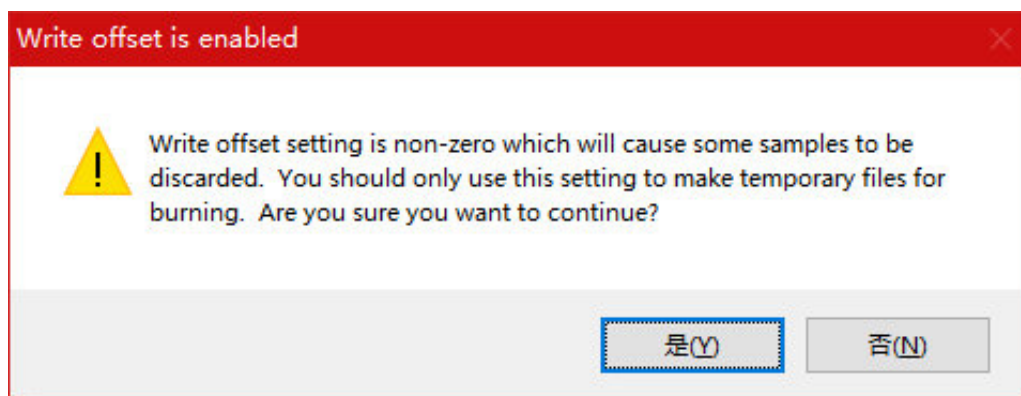 Write offset is enabled
Write offset setting is non-zero which will cause some samples to be
discarded.  You should only use this setting to make temporary files for
burning.  Are you sure you want to continue?
是(Y)
否(N)